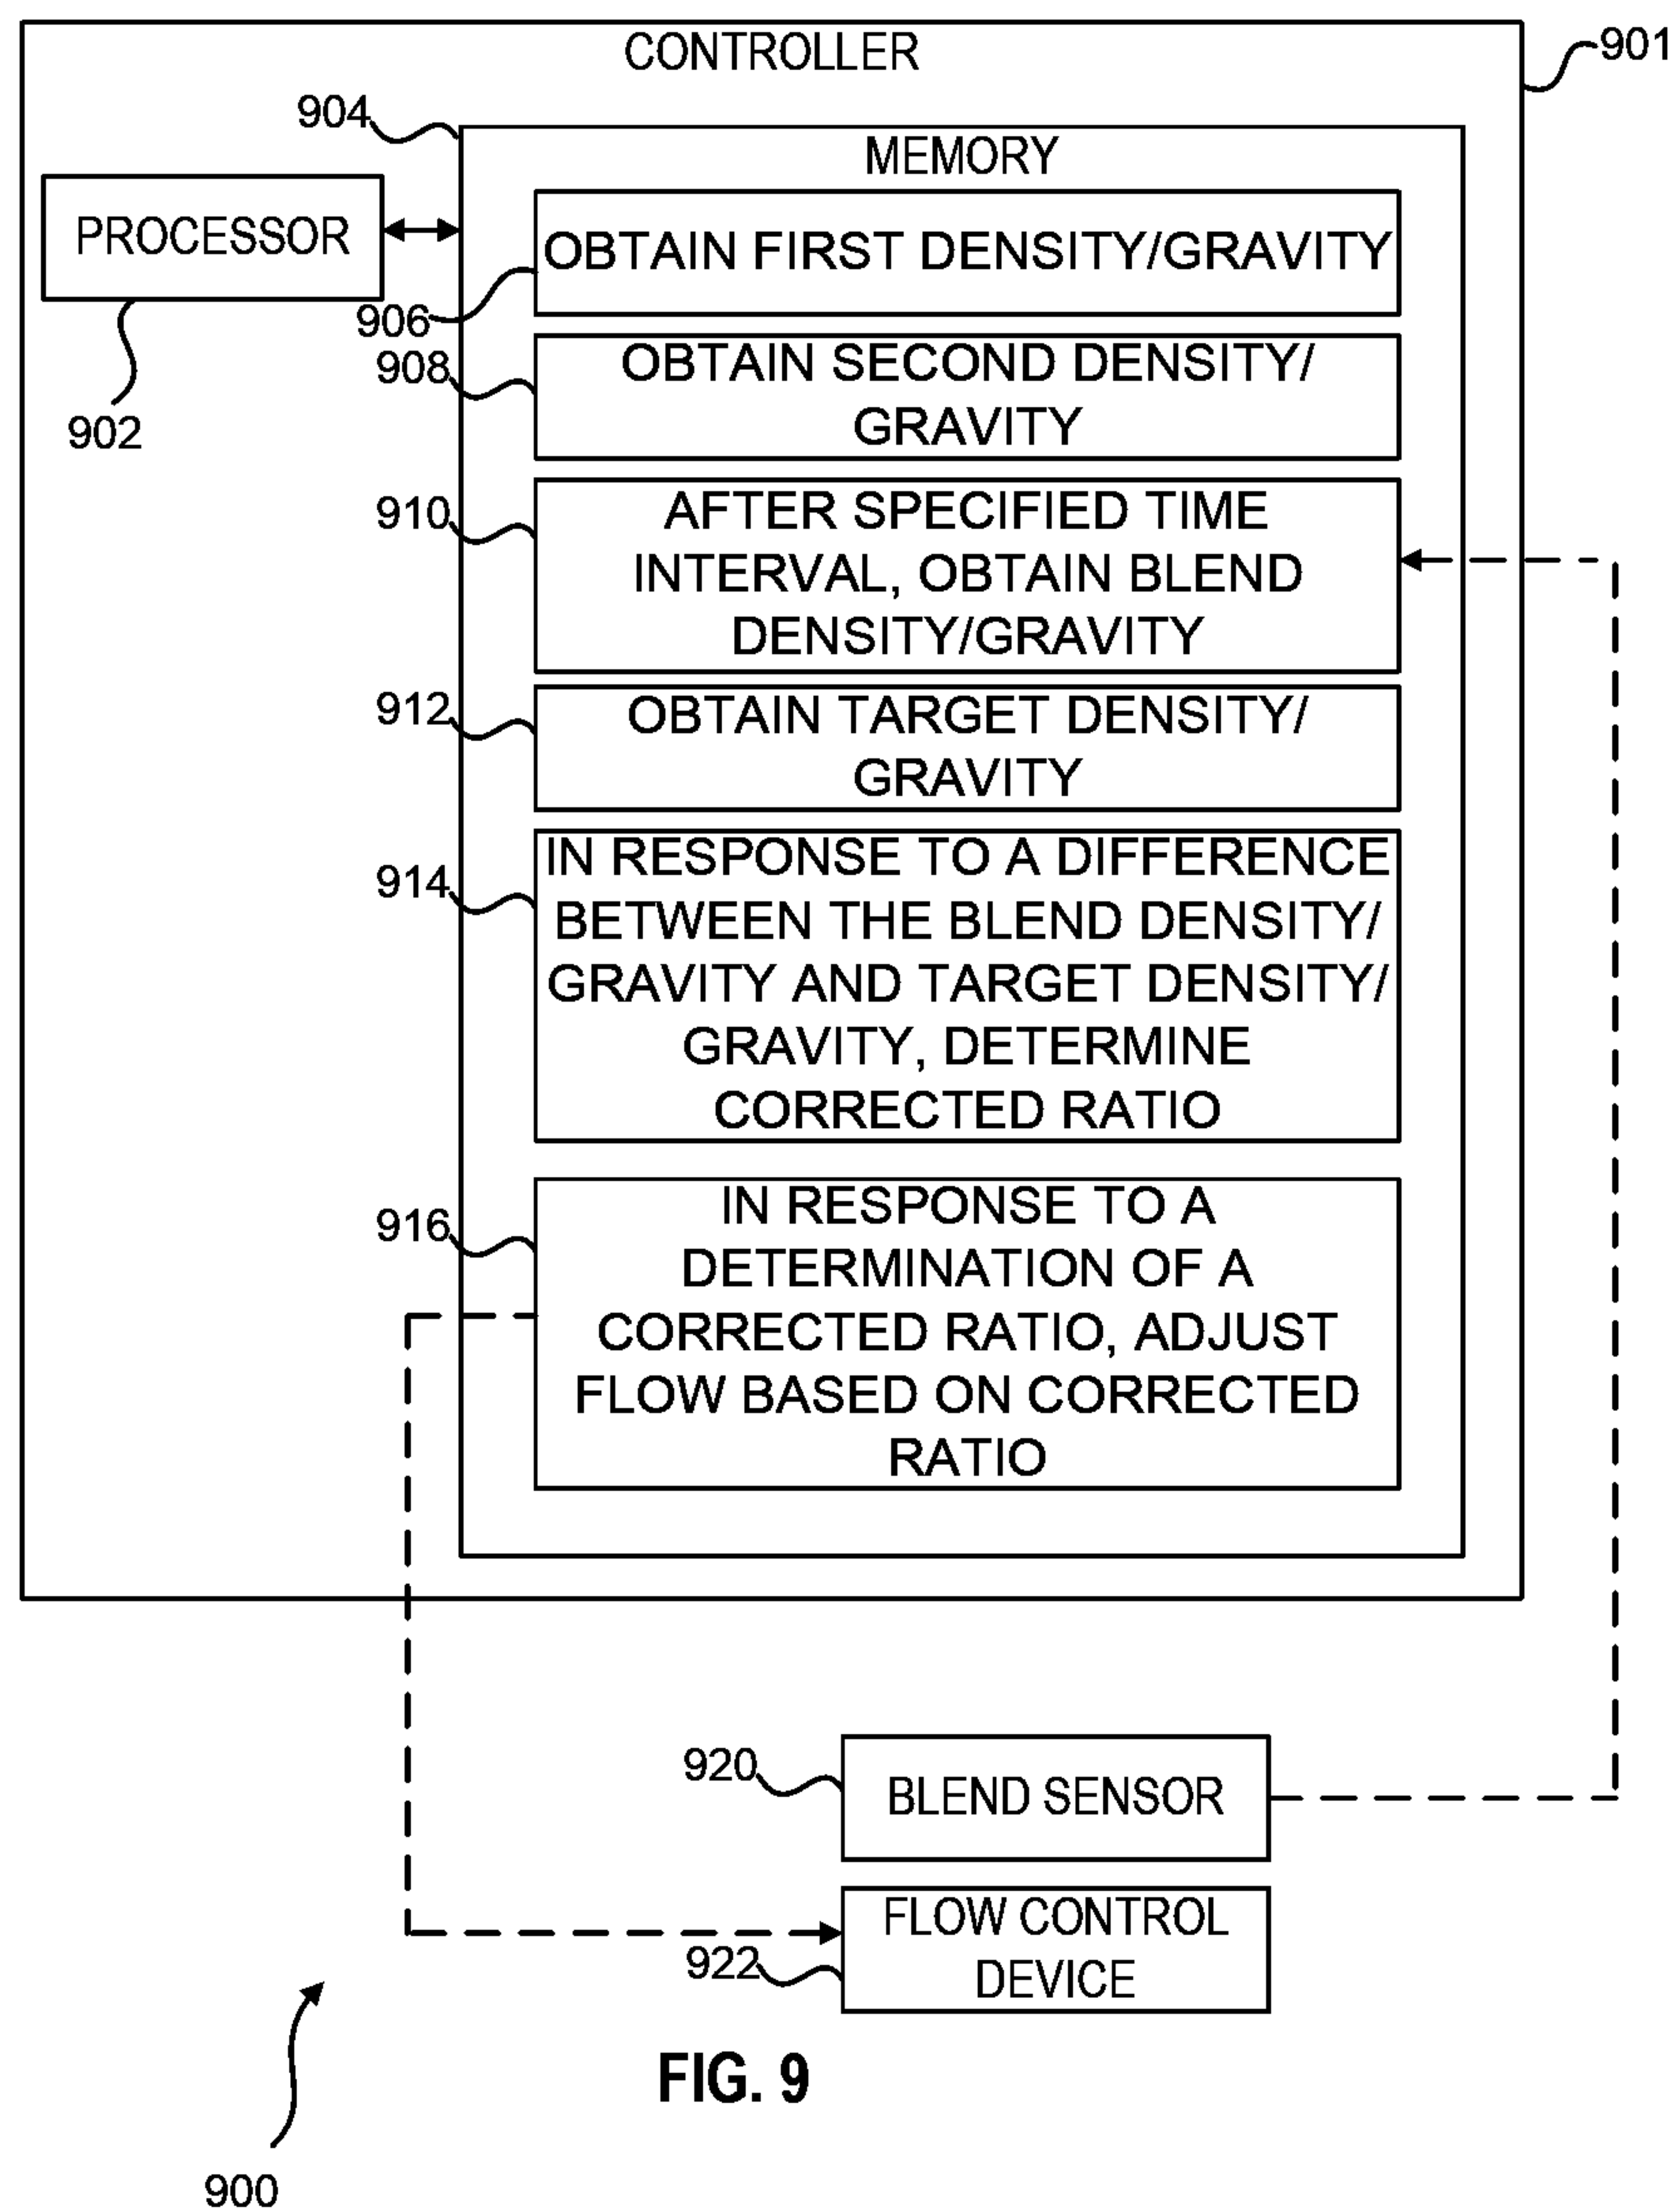 CONTROLLER
901
904
MEMORY
PROCESSOR
902
OBTAIN FIRST DENSITY/GRAVITY
906
908
OBTAIN SECOND DENSITY/
GRAVITY
910
AFTER SPECIFIED TIME
INTERVAL, OBTAIN BLEND
DENSITY/GRAVITY
912
OBTAIN TARGET DENSITY/
GRAVITY
914
IN RESPONSE TO A DIFFERENCE
BETWEEN THE BLEND DENSITY/
GRAVITY AND TARGET DENSITY/
GRAVITY, DETERMINE
CORRECTED RATIO
916
IN RESPONSE TO A
DETERMINATION OF A
CORRECTED RATIO, ADJUST
FLOW BASED ON CORRECTED
RATIO
920
BLEND SENSOR
FLOW CONTROL
DEVICE
922
FIG. 9
900